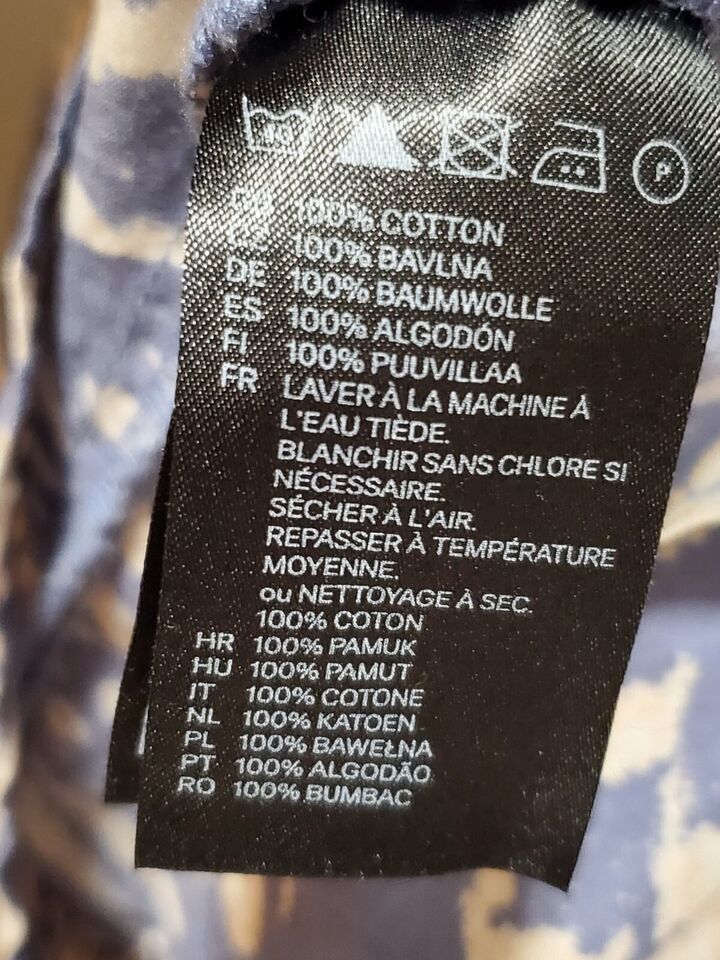 P
100% COTTON
100% BAVLNA
DE 100% BAUMWOLLE
ES 100% ALGODÓN
FI 100% PUUVILLAA
FR LAVER À LA MACHINE À
L'EAU TIÈDE.
BLANCHIR SANS CHLORE SI
NÉCESSAIRE.
SÉCHER À L'AIR.
REPASSER À TEMPÉRATURE
MOYENNE.
ou NETTOYAGE À SEC.
100% COTON
HR 100% PAMUK
HU 100% PAMUT
IT 100% COTONE
NL 100% KATOEN
PL 100% BAWEŁNA
PT 100% ALGODÃO
RO 100% BUMBAC